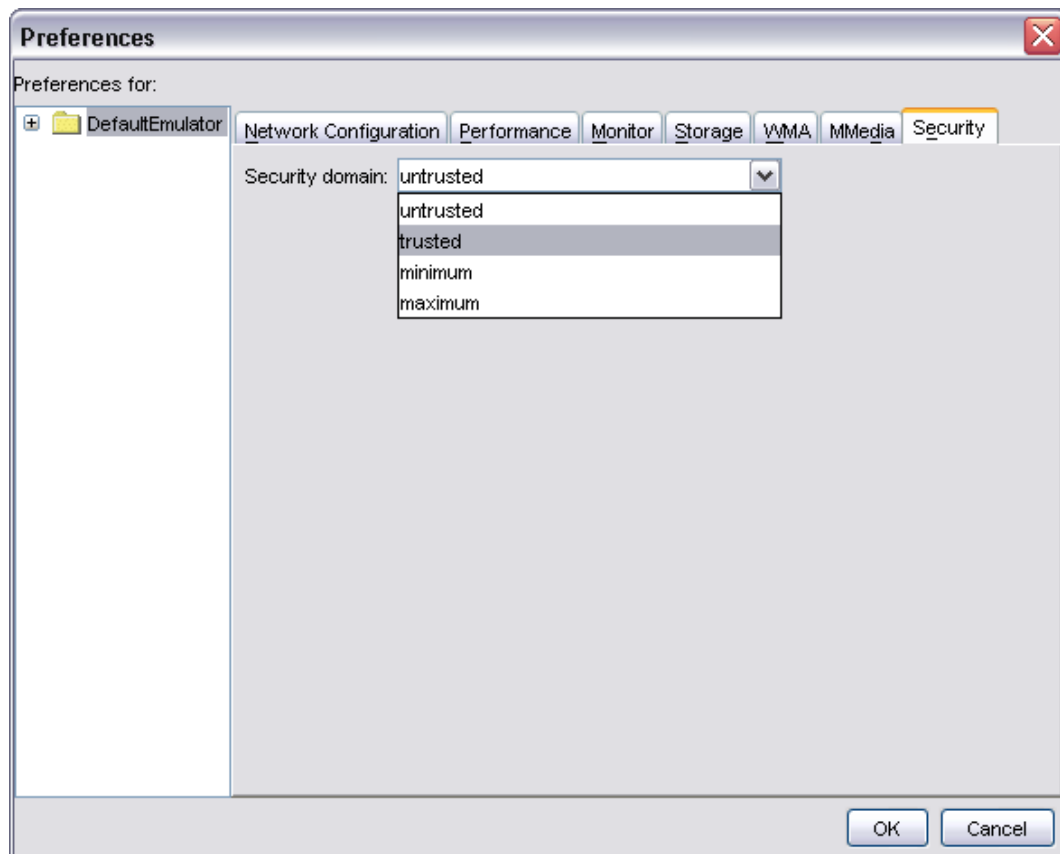 Preferences
Preferences for:
DefaultEmulator
Network Configuration Performance Monitor Storage WMA MMedia Security
Security domain: untrusted
untrusted
trusted
minimum
maximum
OK Cancel